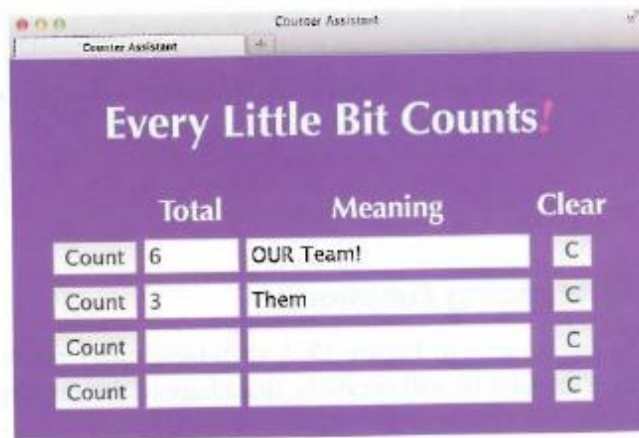 Counter Assistant
Counter Assistant +
Every Little Bit Counts!
Total Meaning Clear
Count 6 OUR Team! C
Count 3 Them C
Count C
Count C